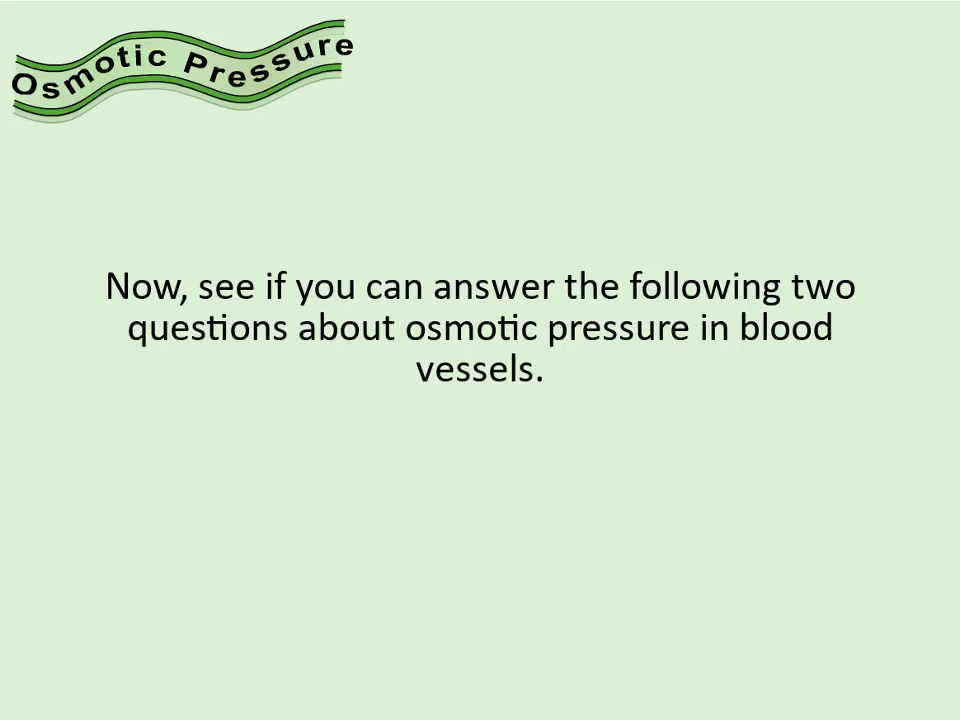 Osmotic Pressure
Now, see if you can answer the following two
questions about osmotic pressure in blood
vessels.